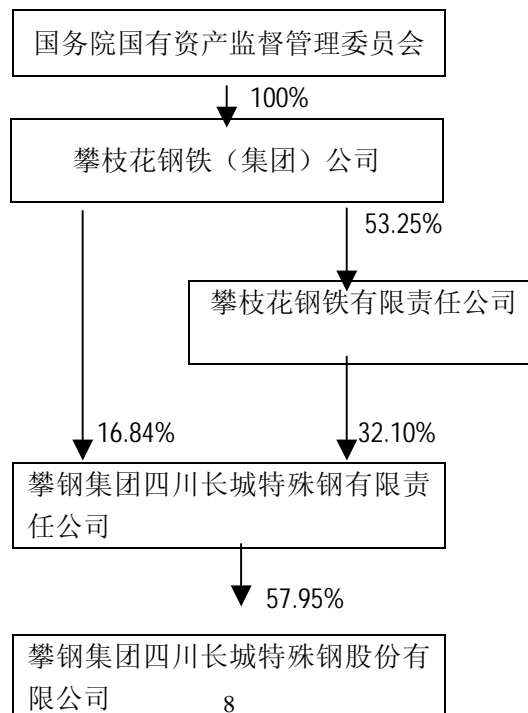 国务院国有资产监督管理委员会
100%
攀枝花钢铁（集团）公司
53.25%
攀枝花钢铁有限责任公司
16.84%
32.10%
攀钢集团四川长城特殊钢有限责
任公司
57.95%
攀钢集团四川长城特殊钢股份有
限公司
8